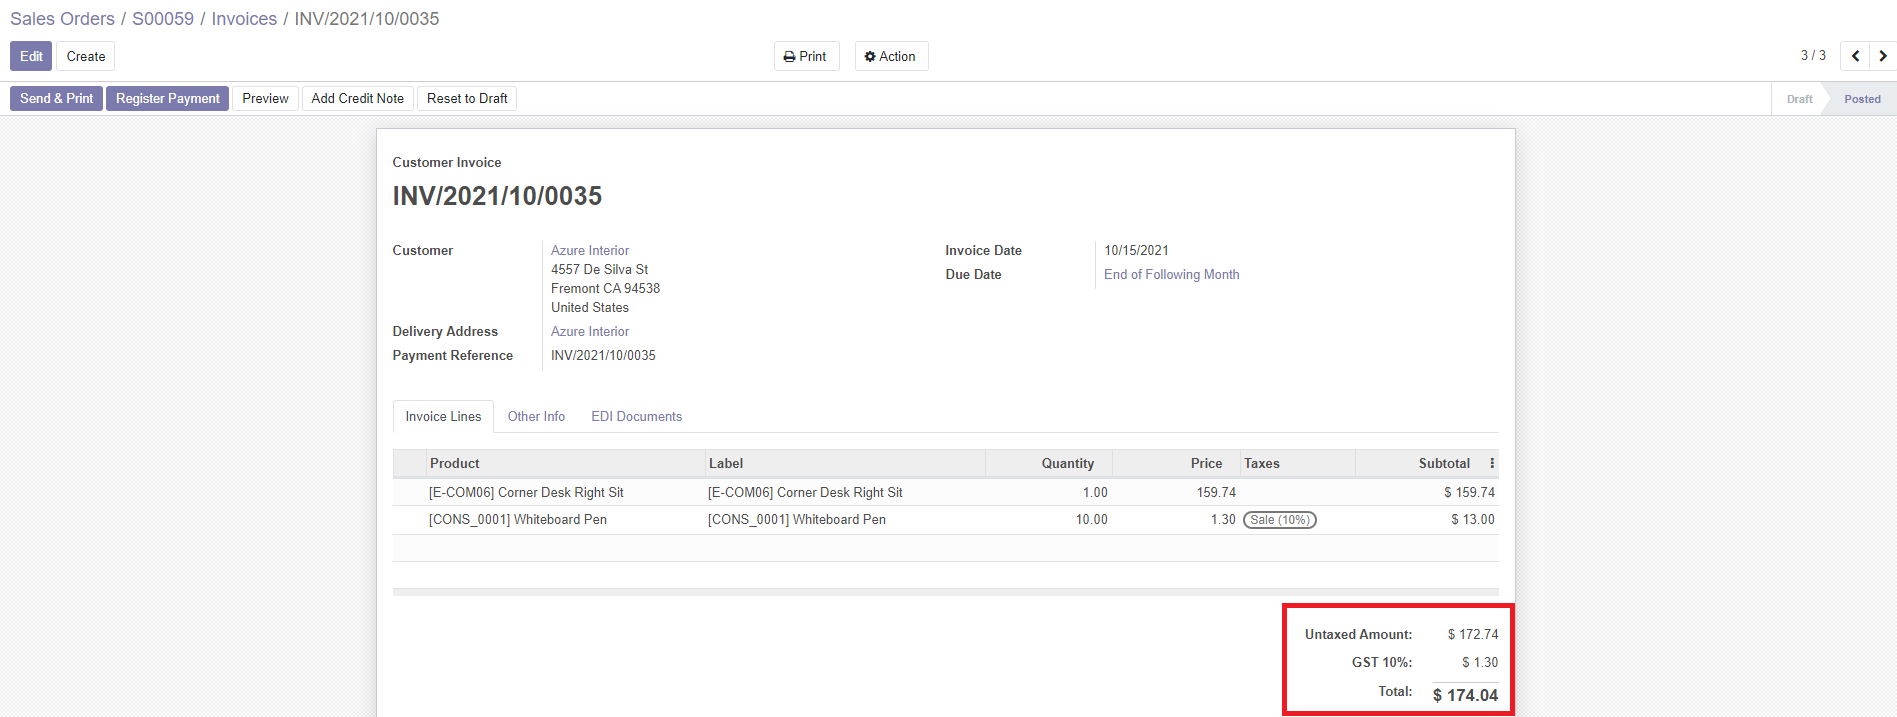 Sales Orders / S00059 / Invoices / INV/2021/10/0035
Edit Create Print Action 3 / 3
Send & Print Register Payment Preview Add Credit Note Reset to Draft Draft Posted
Customer Invoice
INV/2021/10/0035
Customer Azure Interior Invoice Date 10/15/2021
4557 De Silva St
Due Date End of Following Month
Fremont CA 94538
United States
Delivery Address Azure Interior
Payment Reference INV/2021/10/0035
Invoice Lines Other Info EDI Documents
Product Label Quantity Price Taxes Subtotal
[E-COM06] Corner Desk Right Sit [E-COM06] Corner Desk Right Sit 1.00 159.74 $ 159.74
[CONS_0001] Whiteboard Pen [CONS_0001] Whiteboard Pen 10.00 1.30 Sale (10%) $ 13.00
Untaxed Amount: $ 172.74
GST 10%: $ 1.30
Total: $ 174.04